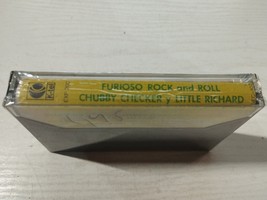 FURIOSO ROCK and ROLL
CHUBBY CHECKER y LITTLE RICHARD